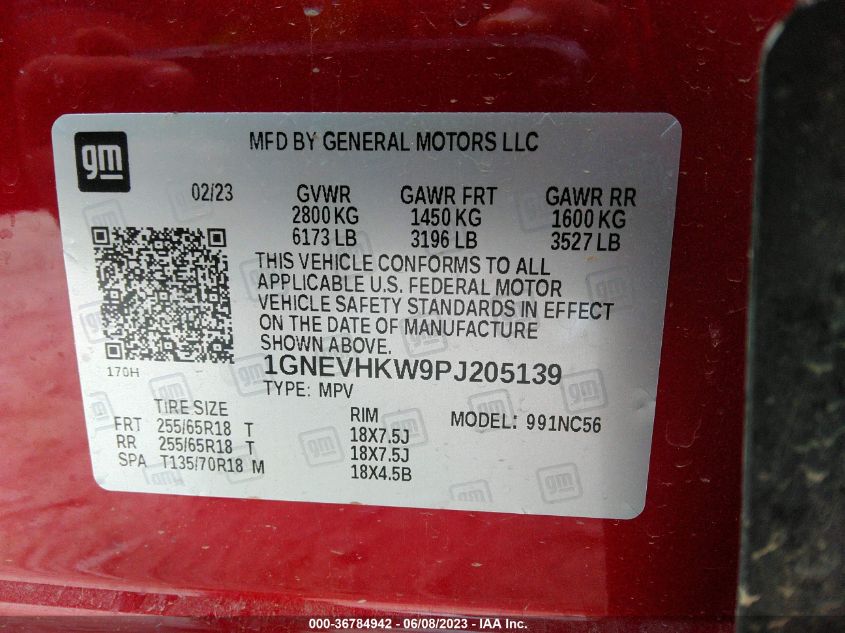 gm
MFD BY GENERAL MOTORS LLC
02/23 GVWR GAWR FRT GAWR RR
2800 KG 1450 KG 1600 KG
6173 LB 3196 LB 3527 LB
THIS VEHICLE CONFORMS TO ALL
APPLICABLE U.S. FEDERAL MOTOR
VEHICLE SAFETY STANDARDS IN EFFECT
ON THE DATE OF MANUFACTURE
SHOWN ABOVE.
170H
1GNEVHKW9PJ205139
TYPE: MPV
TIRE SIZE RIM MODEL: 991NC56
FRT 255/65R18 T 18X7.5J
RR 255/65R18 T 18X7.5J
SPA T135/70R18 M 18X4.5B
000-36784942 - 06/08/2023 - IAA Inc.